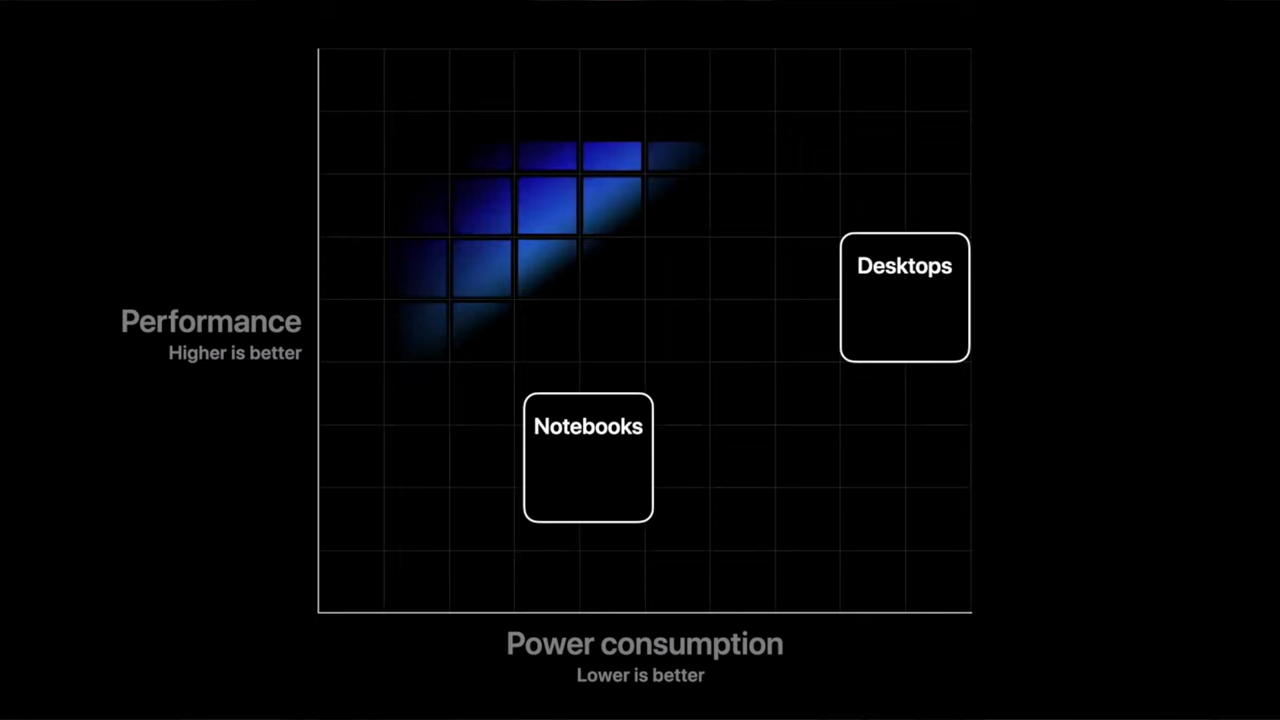 Desktops
Performance
Higher is better
Notebooks
Power consumption
Lower is better